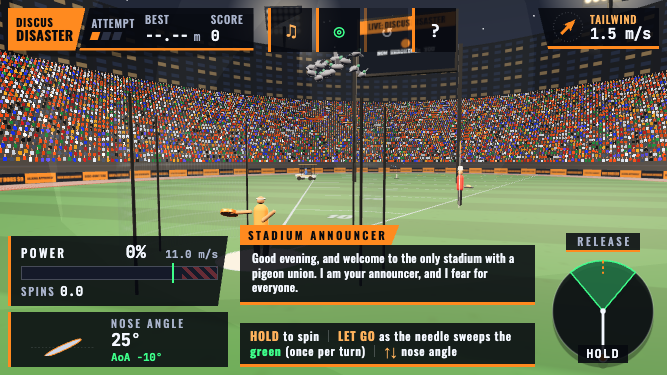 DISCUS
DISASTER
ATTEMPT
BEST
--.-- m
SCORE
0
LIVE: DISCUS
?
TAILWIND
1.5 m/s
10
POWER 0% 11.0 m/s
SPINS 0.0
NOSE ANGLE
25°
AoA -10°
STADIUM ANNOUNCER
Good evening, and welcome to the only stadium with a
pigeon union. I am your announcer, and I fear for
everyone.
HOLD to spin | LET GO as the needle sweeps the
green (once per turn) | ↑↓ nose angle
RELEASE
HOLD